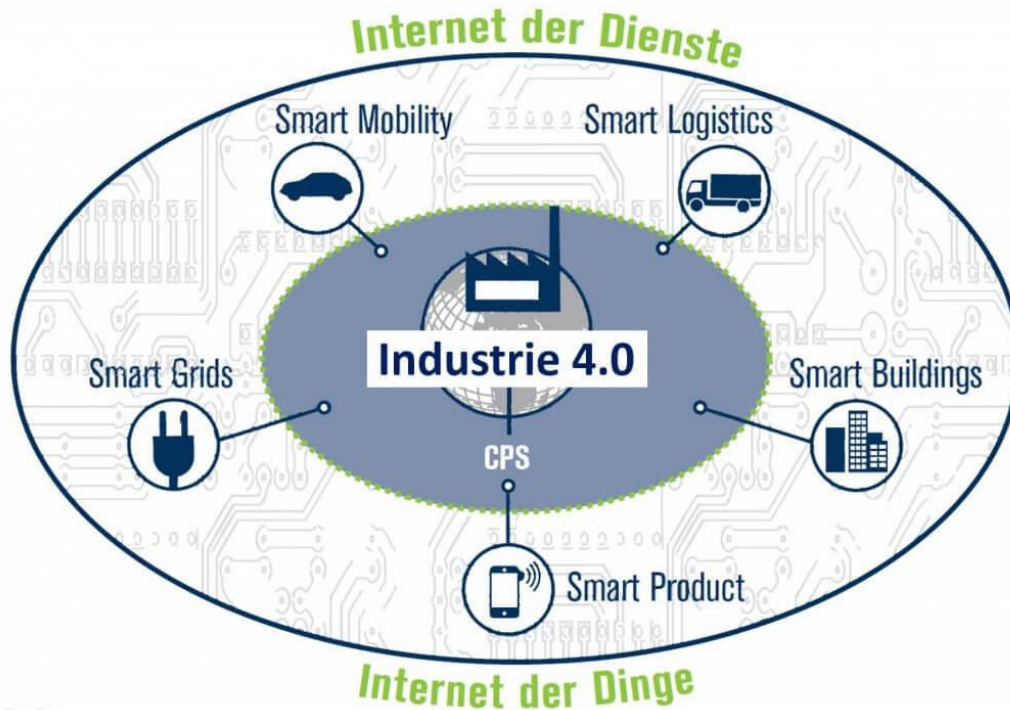 Internet der Dienste
Smart Mobility
Smart Logistics
Industrie 4.0
Smart Grids
Smart Buildings
CPS
Smart Product
Internet der Dinge